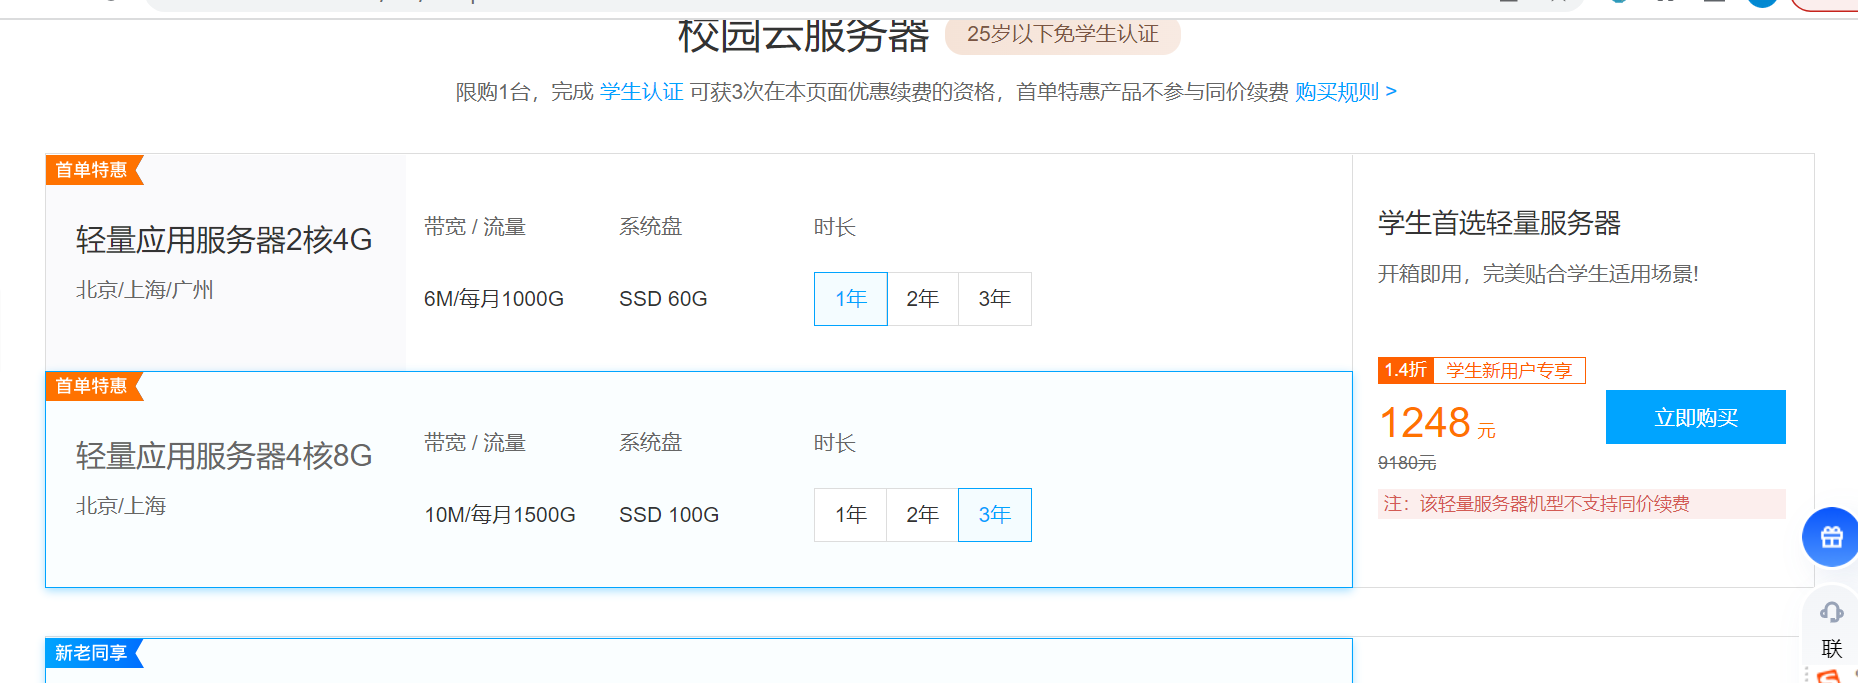 校园云服务器
25岁以下免学生认证
限购1台，完成 学生认证 可获3次在本页面优惠续费的资格，首单特惠产品不参与同价续费 购买规则 >
首单特惠
轻量应用服务器2核4G
北京/上海/广州
带宽 / 流量
系统盘
时长
6M/每月1000G
SSD 60G
1年
2年
3年
首单特惠
轻量应用服务器4核8G
北京/上海
带宽 / 流量
系统盘
时长
10M/每月1500G
SSD 100G
1年
2年
3年
学生首选轻量服务器
开箱即用，完美贴合学生适用场景!
1.4折
学生新用户专享
1248 元
9180元
立即购买
注：该轻量服务器机型不支持同价续费
联
新老同享